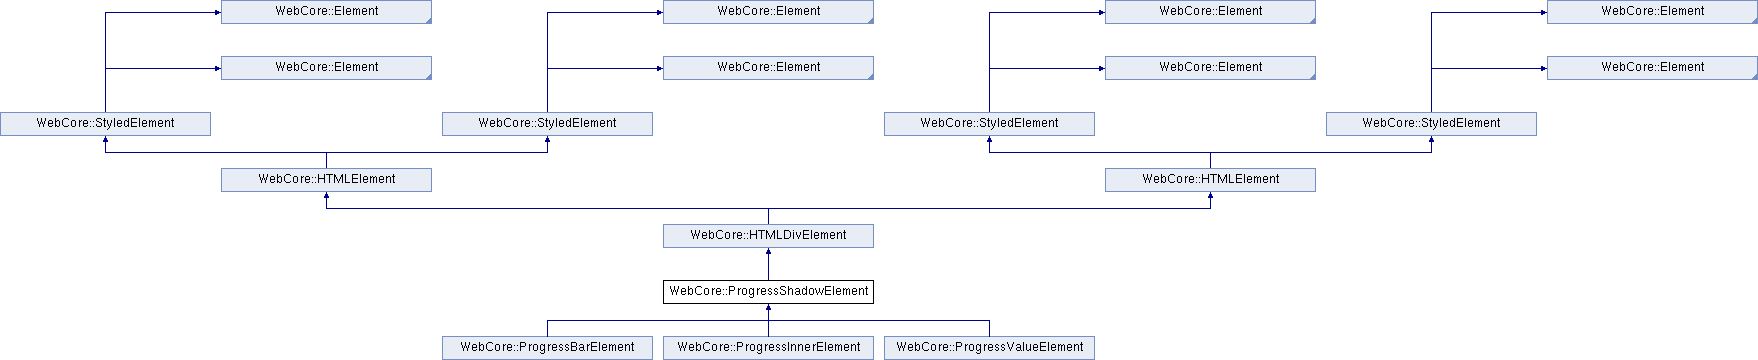 WebCore::Element WebCore::Element WebCore::Element WebCore::Element
WebCore::Element WebCore::Element WebCore::Element WebCore::Element
WebCore::StyledElement WebCore::StyledElement WebCore::StyledElement WebCore::StyledElement
WebCore::HTMLElement WebCore::HTMLElement
WebCore::HTMLDivElement
WebCore::ProgressShadowElement
WebCore::ProgressBarElement WebCore::ProgressInnerElement WebCore::ProgressValueElement